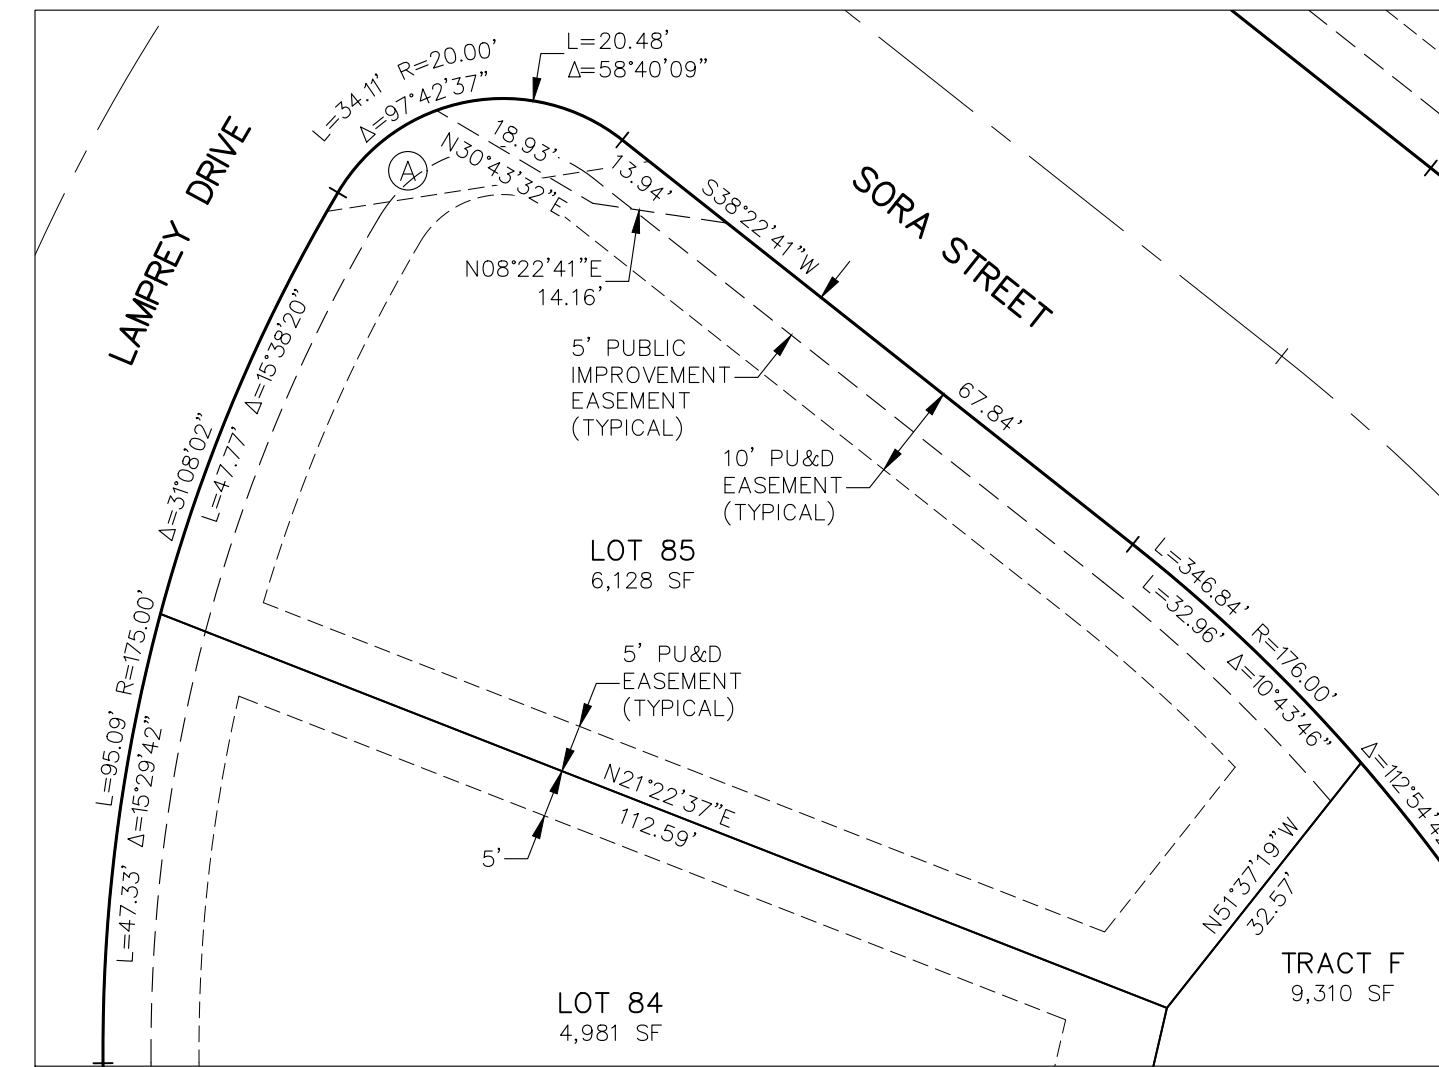 L=20.48'
Δ=58°40'09"
L=34.11' R=20.00'
Δ=97°42'37"
LAMPREY DRIVE
A
18.93'
N30°43'32"E
13.94'
S38°22'41"W
SORA STREET
N08°22'41"E
14.16'
5' PUBLIC
IMPROVEMENT
EASEMENT
(TYPICAL)
67.84'
10' PU&D
EASEMENT
(TYPICAL)
Δ=31°08'02"
L=47.77' Δ=15°38'20"
LOT 85
6,128 SF
L=346.84' R=176.00'
L=32.96' Δ=10°43'46"
5' PU&D
EASEMENT
(TYPICAL)
L=95.09' R=175.00'
L=47.33' Δ=15°29'42"
N21°22'37"E
112.59'
5'
N51°37'19"W
32.57'
TRACT F
9,310 SF
LOT 84
4,981 SF